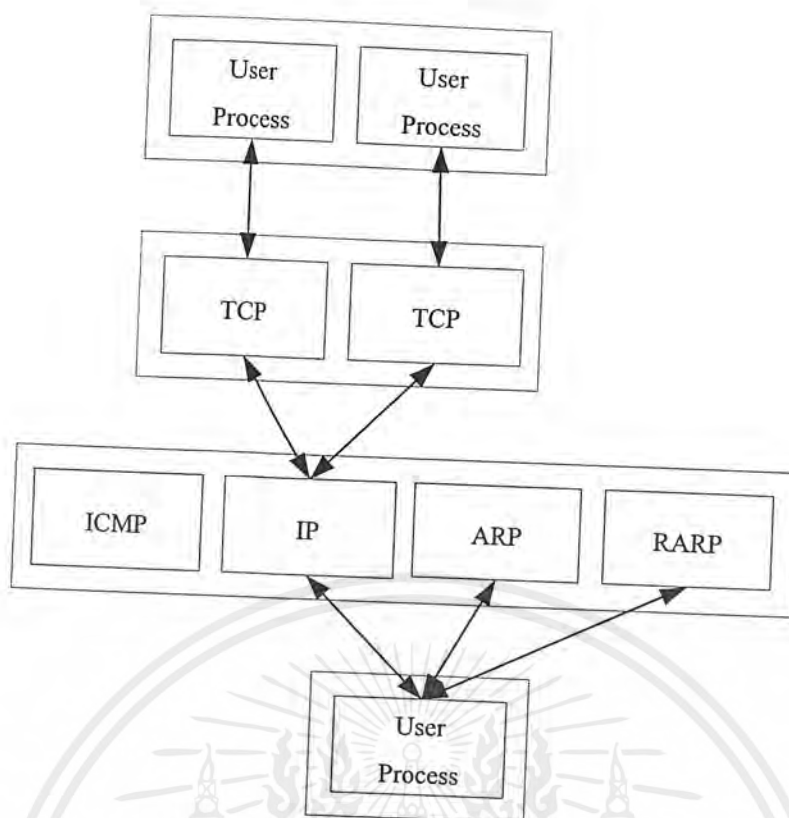 User
Process
User
Process
TCP
TCP
ICMP
IP
ARP
RARP
User
Process